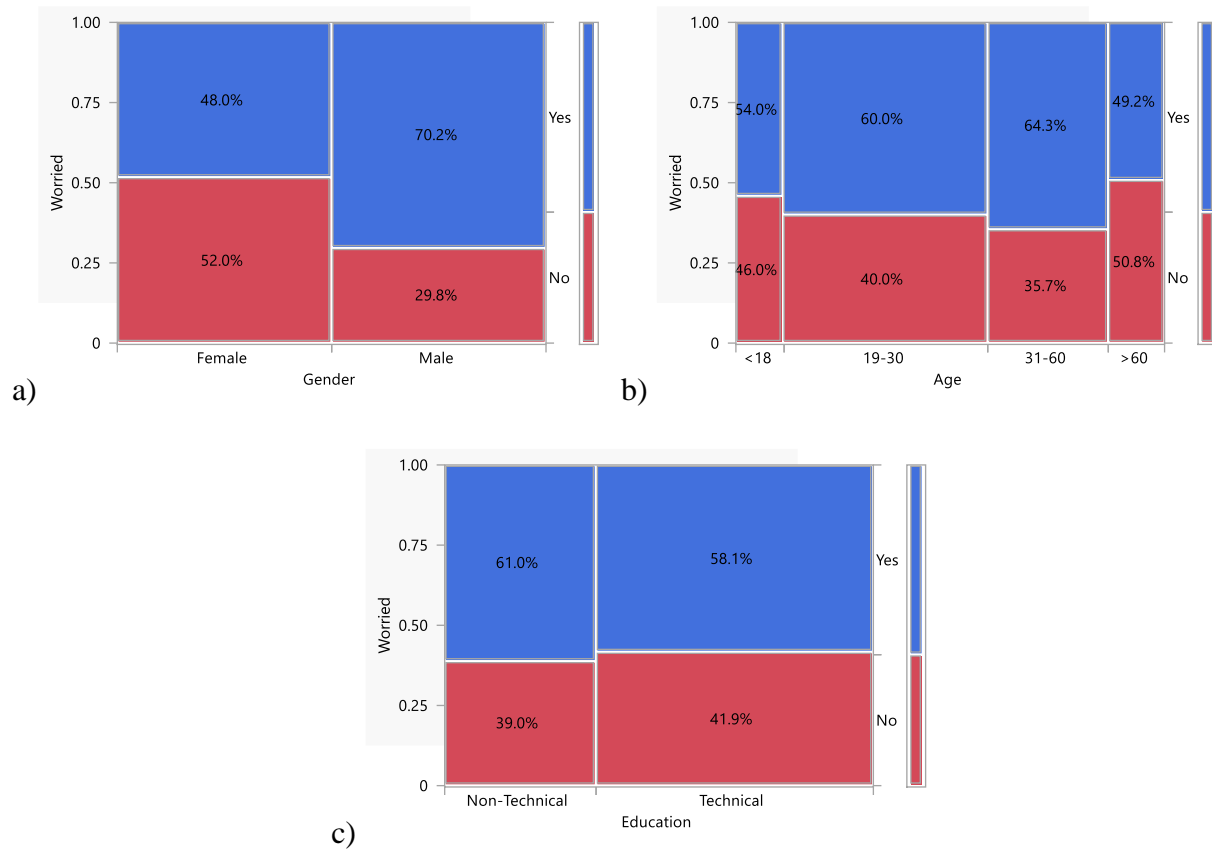 1.00
0.75
0.50
0.25
0
Worried
48.0%
70.2%
52.0%
29.8%
Yes
No
Female
Male
Gender
a)
1.00
0.75
0.50
0.25
0
Worried
54.0%
60.0%
64.3%
49.2%
46.0%
40.0%
35.7%
50.8%
Yes
No
<18
19-30
31-60
>60
Age
b)
1.00
0.75
0.50
0.25
0
Worried
61.0%
58.1%
39.0%
41.9%
Yes
No
Non-Technical
Technical
Education
c)